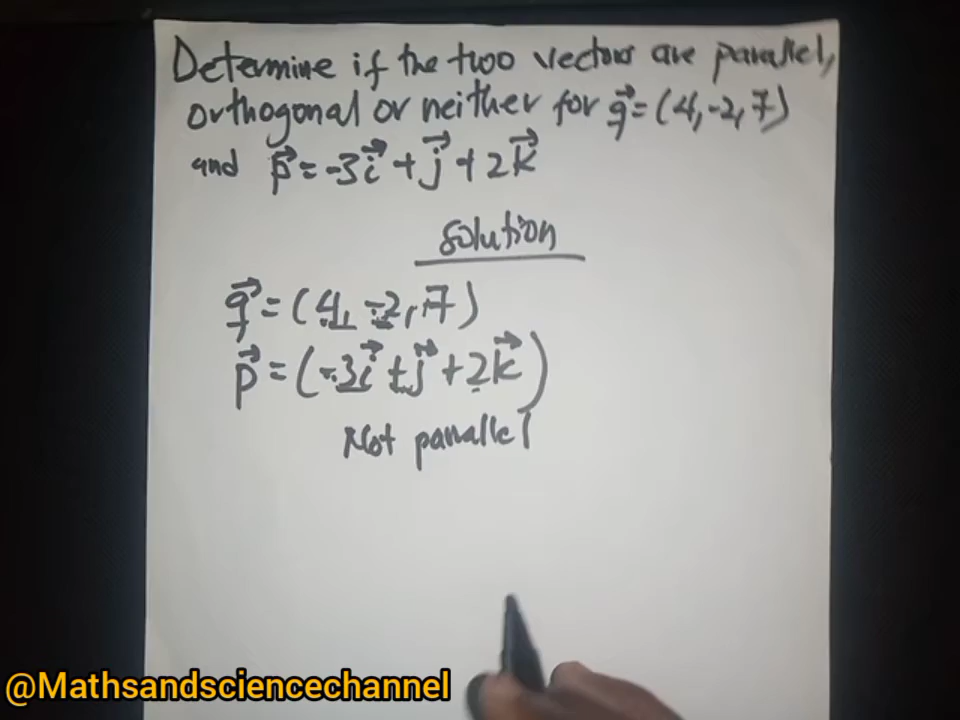 Determine if the two vectors are parallel,
orthogonal or neither for q⃗ = (4, -2, 7)
and p⃗ = -3i⃗ + j⃗ + 2k⃗
Solution
q⃗ = (4, -2, 7)
p⃗ = (-3i⃗ + j⃗ + 2k⃗)
Not parallel
@Mathsandsciencechannel